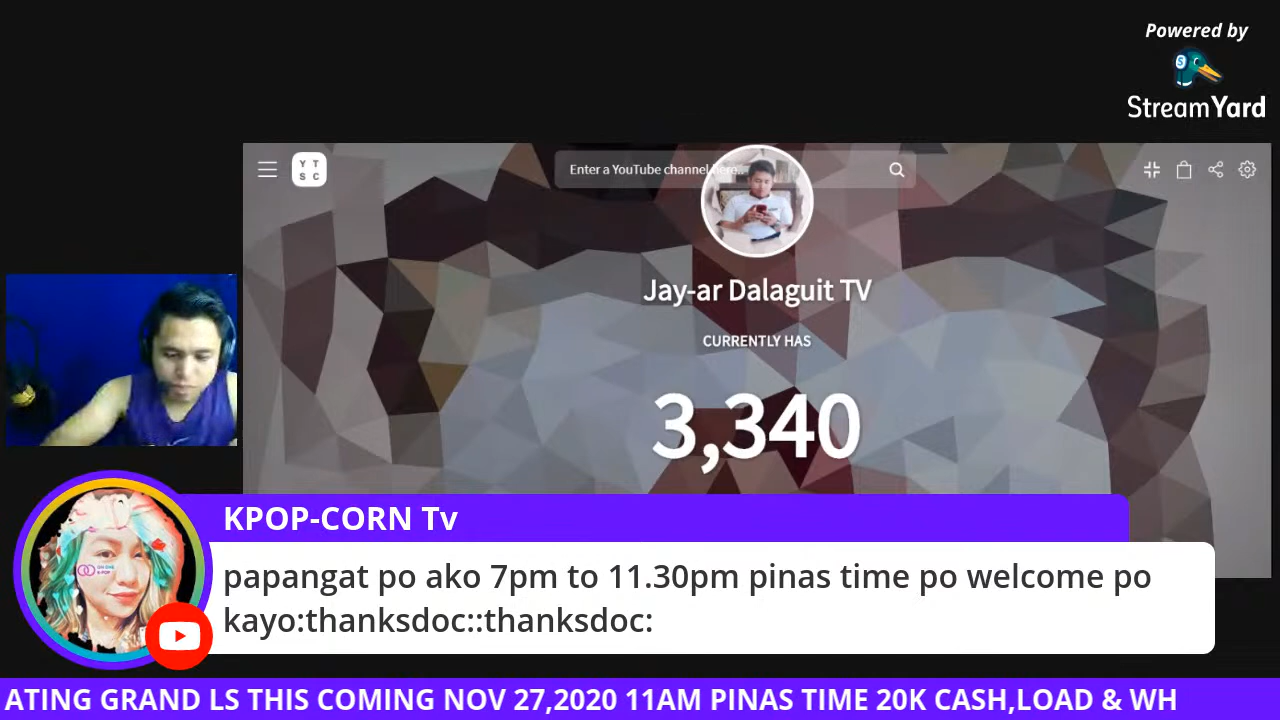 Powered by
StreamYard
Y T
S C
Enter a YouTube channel here..
Jay-ar Dalaguit TV
CURRENTLY HAS
3,340
KPOP-CORN Tv
papangat po ako 7pm to 11.30pm pinas time po welcome po
kayo:thanksdoc::thanksdoc:
ATING GRAND LS THIS COMING NOV 27,2020 11AM PINAS TIME 20K CASH,LOAD & WH